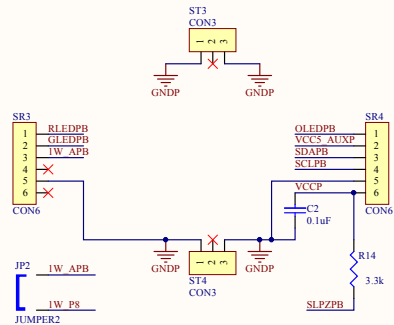 ST3
CON3
1 2 3
GNDP GNDP
SR3
1 RLEDPB
2 GLEDPB
3 1W_APB
4
5
6
CON6
SR4
OLEDPB 1
VCC5_AUXP 2
SDAPB 3
SCLPB 4
5
VCCP 6
CON6
C2
0.1uF
GNDP GNDP
1 2 3
ST4
CON3
R14
3.3k
SLPZPB
JP2
1W_APB
1W_P8
JUMPER2